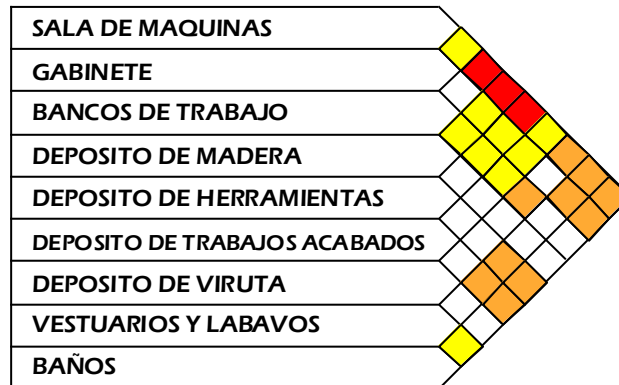 SALA DE MAQUINAS
GABINETE
BANCOS DE TRABAJO
DEPOSITO DE MADERA
DEPOSITO DE HERRAMIENTAS
DEPOSITO DE TRABAJOS ACABADOS
DEPOSITO DE VIRUTA
VESTUARIOS Y LABAVOS
BAÑOS